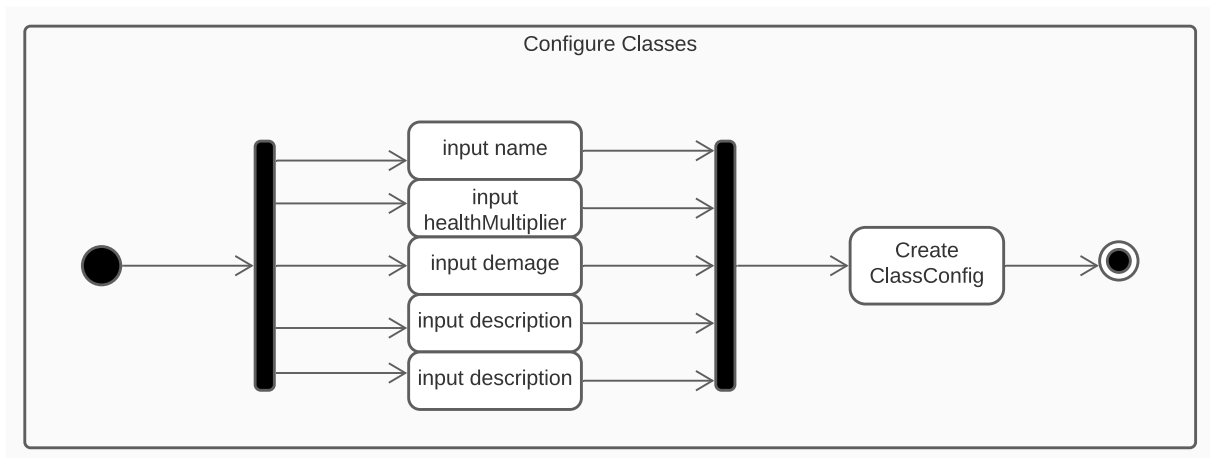 Configure Classes
input name
input
healthMultiplier
input demage
input description
input description
Create
ClassConfig